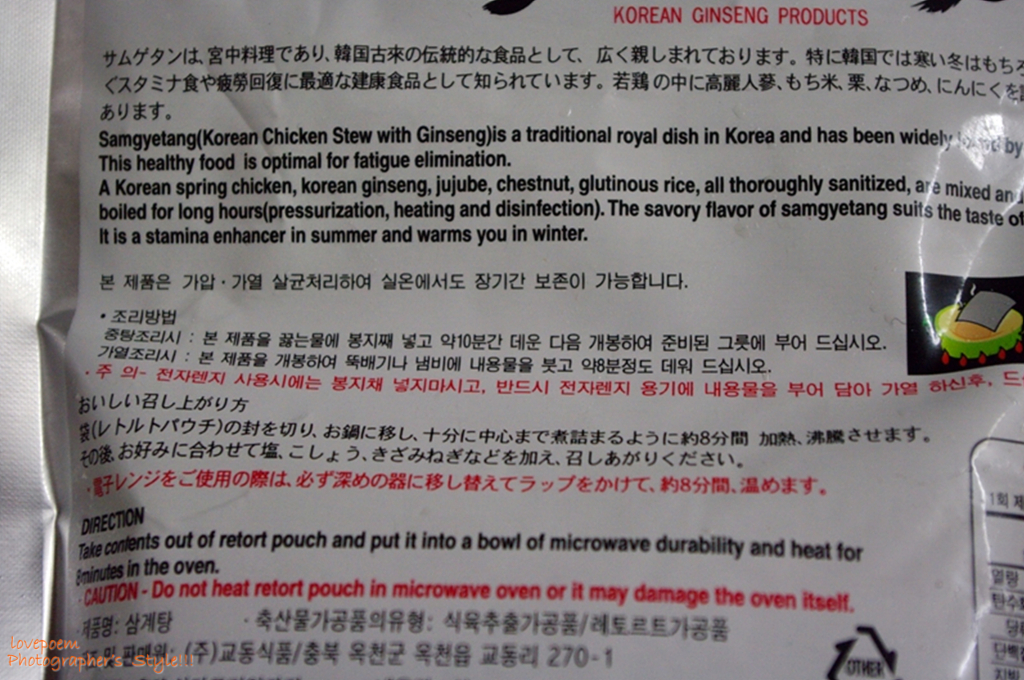 KOREAN GINSENG PRODUCTS
サムゲタンは、宮中料理であり、韓国古來の伝統的な食品として、広く親しまれております。特に韓国では寒い冬はもち
ぐスタミナ食や疲勞回復に最適な健康食品として知られています。若鶏の中に高麗人蔘、もち米、栗、なつめ、にんにくを
あります。
Samgyetang(Korean Chicken Stew with Ginseng)is a traditional royal dish in Korea and has been widely by
This healthy food is optimal for fatigue elimination.
A Korean spring chicken, korean ginseng, jujube, chestnut, glutinous rice, all thoroughly sanitized, are mixed and
boiled for long hours(pressurization, heating and disinfection). The savory flavor of samgyetang suits the taste of
It is a stamina enhancer in summer and warms you in winter.
본 제품은 가압·가열 살균처리하여 실온에서도 장기간 보존이 가능합니다.
• 조리방법
중탕조리시 : 본 제품을 끓는물에 봉지째 넣고 약10분간 데운 다음 개봉하여 준비된 그릇에 부어 드십시오.
가열조리시 : 본 제품을 개봉하여 뚝배기나 냄비에 내용물을 붓고 약8분정도 데워 드십시오.
· 주 의- 전자렌지 사용시에는 봉지채 넣지마시고, 반드시 전자렌지 용기에 내용물을 부어 담아 가열 하신후,
おいしい召し上がり方
袋(レトルトパウチ)の封を切り、お鍋に移し、十分に中心まで煮詰まるように約8分間 加熱、沸騰させます。
その後、お好みに合わせて塩、こしょう、きざみねぎなどを加え、召しあがりください。
· 電子レンジをご使用の際は、必ず深めの器に移し替えてラップをかけて、約8分間、温めます。
DIRECTION
Take contents out of retort pouch and put it into a bowl of microwave durability and heat for
8minutes in the oven.
· CAUTION - Do not heat retort pouch in microwave oven or it may damage the oven itself.
제품명: 삼계탕 · 축산물가공품의유형: 식육추출가공품/레토르트가공품
판매원: (주)교동식품/충북 옥천군 옥천읍 교동리 270-1
OTHER
1회 제
열량
탄수화
당
단백
지방
lovepoem
Photographer's Style!!!